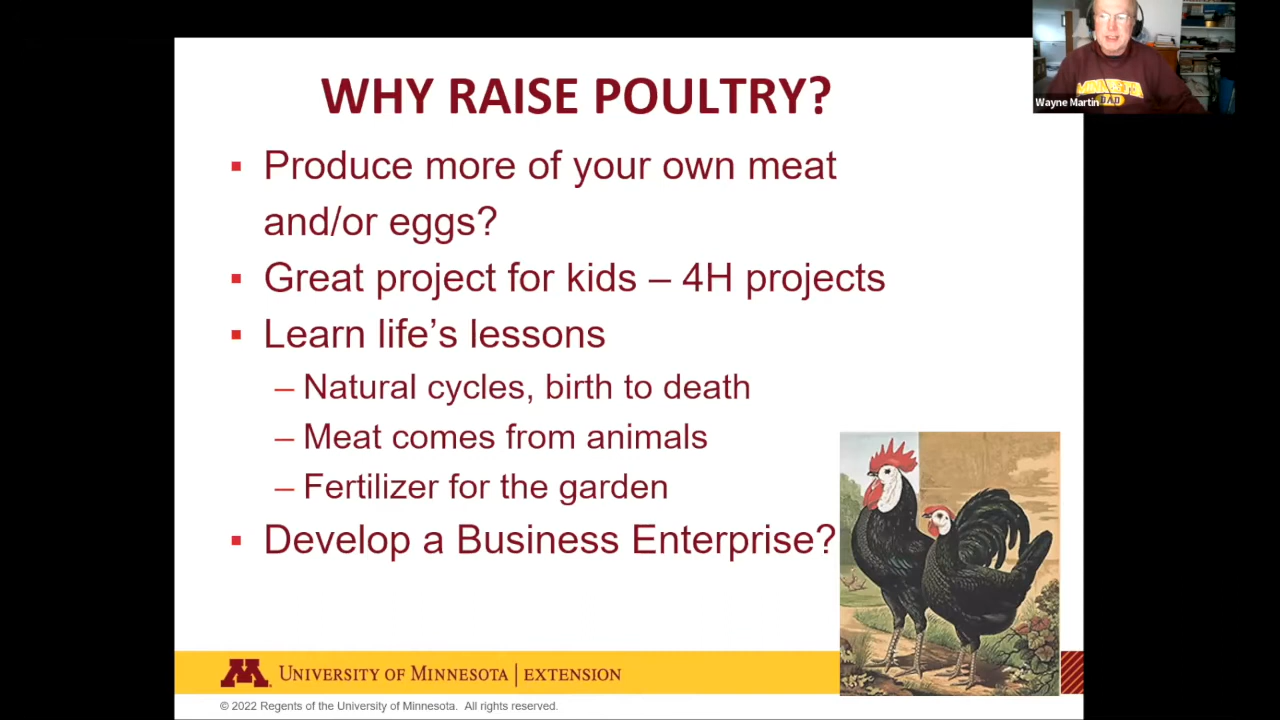 WHY RAISE POULTRY?
▪ Produce more of your own meat
and/or eggs?
▪ Great project for kids – 4H projects
▪ Learn life’s lessons
– Natural cycles, birth to death
– Meat comes from animals
– Fertilizer for the garden
▪ Develop a Business Enterprise?
M UNIVERSITY OF MINNESOTA | EXTENSION
© 2022 Regents of the University of Minnesota. All rights reserved.
DAD
Wayne Martin